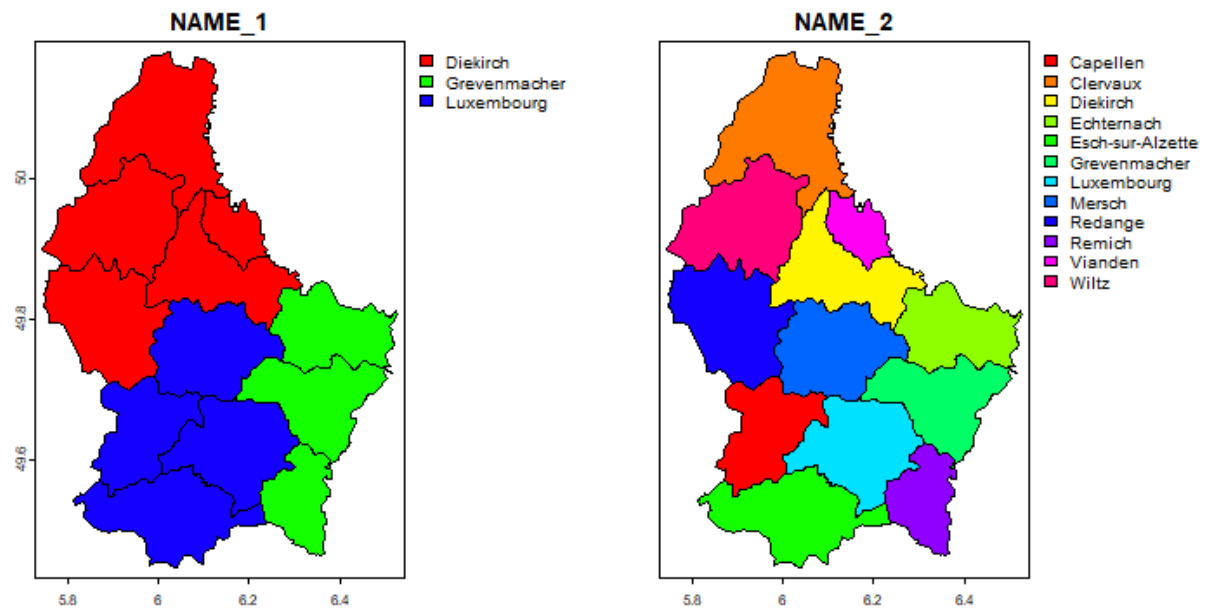 NAME_1
Diekirch
Grevenmacher
Luxembourg
50
49.8
49.6
5.8 6 6.2 6.4
NAME_2
Capellen
Clervaux
Diekirch
Echternach
Esch-sur-Alzette
Grevenmacher
Luxembourg
Mersch
Redange
Remich
Vianden
Wiltz
5.8 6 6.2 6.4